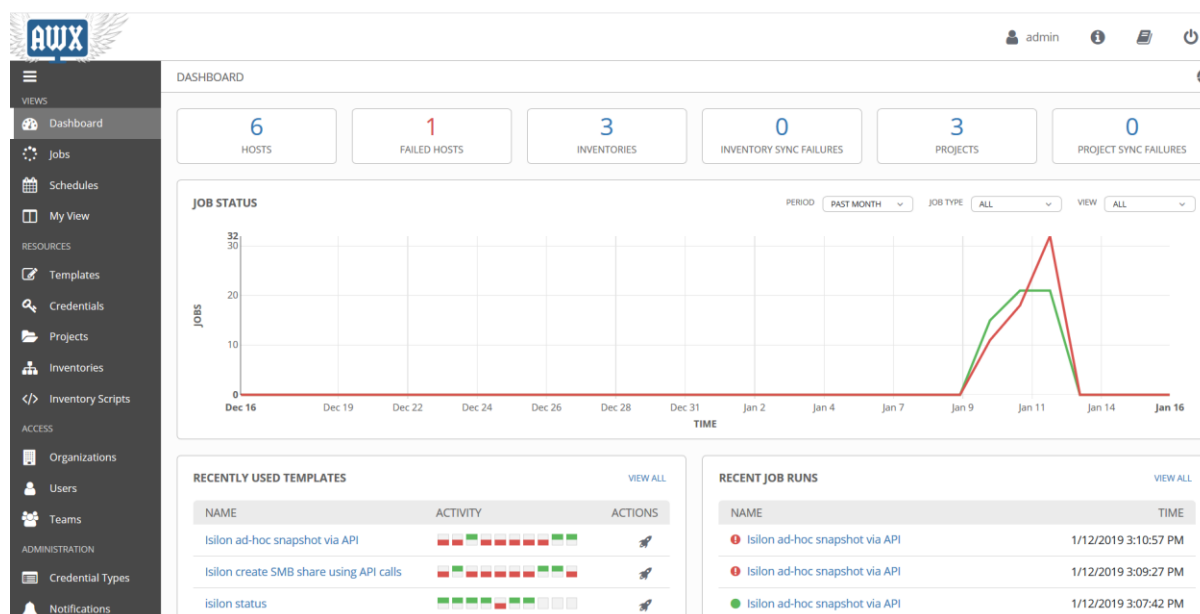 AWX
admin
DASHBOARD
VIEWS
Dashboard
Jobs
Schedules
My View
RESOURCES
Templates
Credentials
Projects
Inventories
Inventory Scripts
ACCESS
Organizations
Users
Teams
ADMINISTRATION
Credential Types
Notifications
6
HOSTS
1
FAILED HOSTS
3
INVENTORIES
0
INVENTORY SYNC FAILURES
3
PROJECTS
0
PROJECT SYNC FAILURES
JOB STATUS
PERIOD PAST MONTH JOB TYPE ALL VIEW ALL
32
30
20
10
0
JOBS
Dec 16 Dec 19 Dec 22 Dec 24 Dec 26 Dec 28 Dec 31 Jan 2 Jan 4 Jan 7 Jan 9 Jan 11 Jan 14 Jan 16
TIME
RECENTLY USED TEMPLATES VIEW ALL
NAME ACTIVITY ACTIONS
Isilon ad-hoc snapshot via API
Isilon create SMB share using API calls
isilon status
RECENT JOB RUNS VIEW ALL
NAME TIME
Isilon ad-hoc snapshot via API 1/12/2019 3:10:57 PM
Isilon ad-hoc snapshot via API 1/12/2019 3:09:27 PM
Isilon ad-hoc snapshot via API 1/12/2019 3:07:42 PM